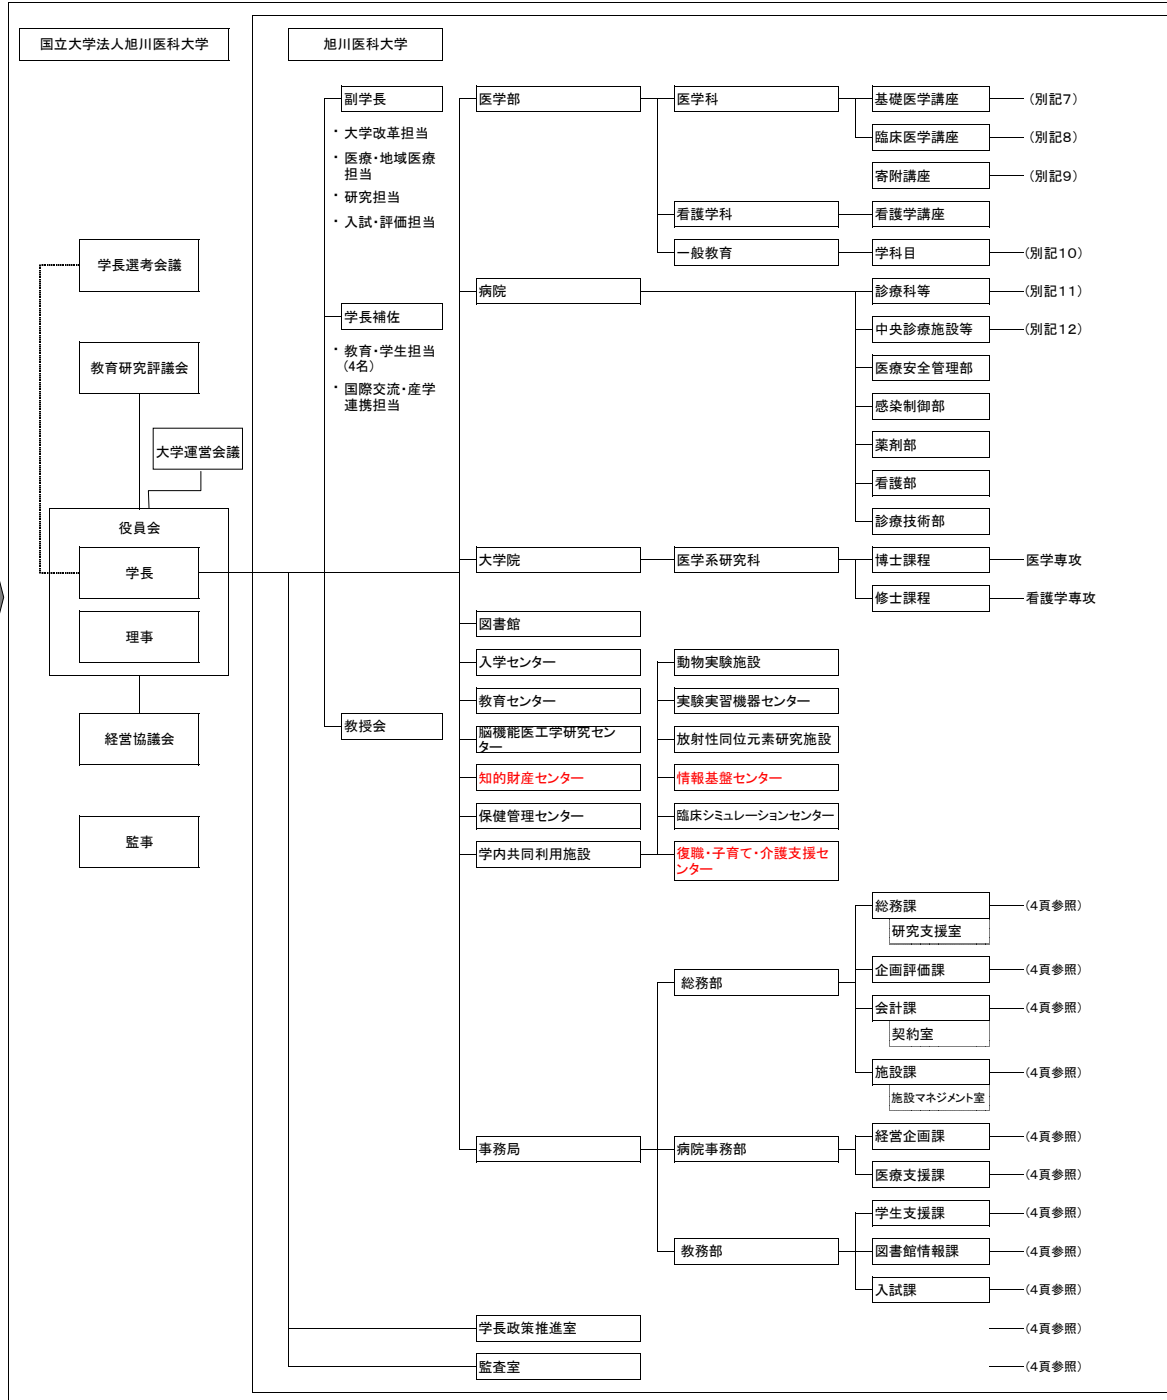 国立大学法人旭川医科大学
旭川医科大学
学長選考会議
教育研究評議会
大学運営会議
役員会
学長
理事
経営協議会
監事
副学長
・大学改革担当
・医療・地域医療
担当
・研究担当
・入試・評価担当
学長補佐
・教育・学生担当
(4名)
・国際交流・産学
連携担当
教授会
医学部
医学科
基礎医学講座
(別記7)
臨床医学講座
(別記8)
寄附講座
(別記9)
看護学科
看護学講座
一般教育
学科目
(別記10)
病院
診療科等
(別記11)
中央診療施設等
(別記12)
医療安全管理部
感染制御部
薬剤部
看護部
診療技術部
大学院
医学系研究科
博士課程
医学専攻
修士課程
看護学専攻
図書館
入学センター
教育センター
脳機能医工学研究セン
ター
知的財産センター
保健管理センター
学内共同利用施設
動物実験施設
実験実習機器センター
放射性同位元素研究施設
情報基盤センター
臨床シミュレーションセンター
復職・子育て・介護支援セ
ンター
事務局
総務部
総務課
(4頁参照)
研究支援室
企画評価課
(4頁参照)
会計課
(4頁参照)
契約室
施設課
(4頁参照)
施設マネジメント室
病院事務部
経営企画課
(4頁参照)
医療支援課
(4頁参照)
教務部
学生支援課
(4頁参照)
図書館情報課
(4頁参照)
入試課
(4頁参照)
学長政策推進室
(4頁参照)
監査室
(4頁参照)